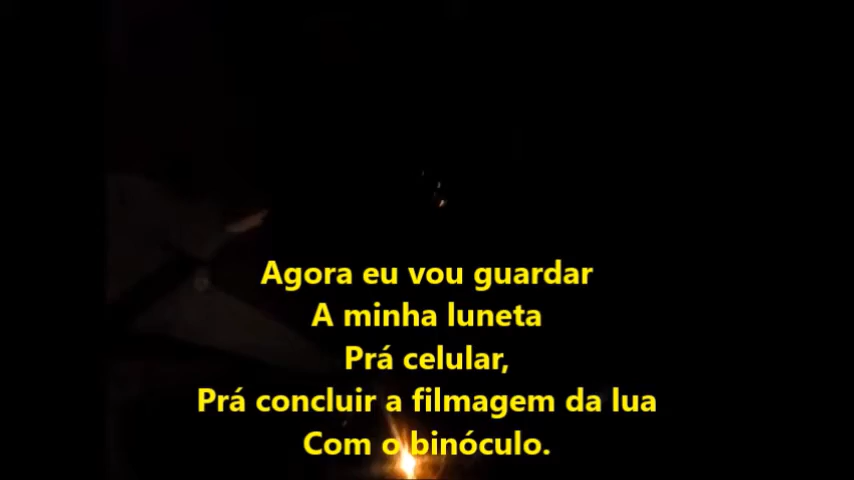 Agora eu vou guardar
A minha luneta
Prá celular,
Prá concluir a filmagem da lua
Com o binóculo.